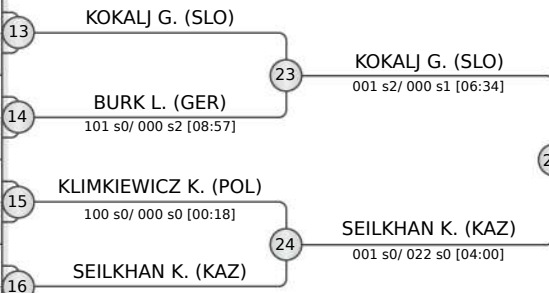 KOKALJ G. (SLO)
13
23
KOKALJ G. (SLO)
001 s2/ 000 s1 [06:34]
BURK L. (GER)
14
101 s0/ 000 s2 [08:57]
KLIMKIEWICZ K. (POL)
15
100 s0/ 000 s0 [00:18]
24
SEILKHAN K. (KAZ)
001 s0/ 022 s0 [04:00]
SEILKHAN K. (KAZ)
16